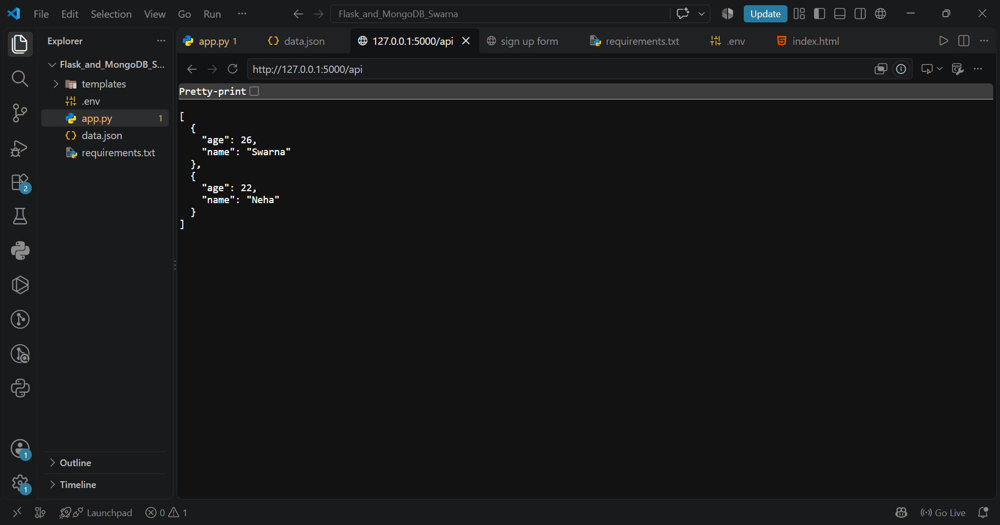 File Edit Selection View Go Run
Flask_and_MongoDB_Swarna
Update
Explorer
Flask_and_MongoDB_S...
templates
.env
app.py 1
data.json
requirements.txt
Outline
Timeline
app.py 1
data.json
127.0.0.1:5000/api
sign up form
requirements.txt
.env
index.html
http://127.0.0.1:5000/api
Pretty-print
[
{
"age": 26,
"name": "Swarna"
},
{
"age": 22,
"name": "Neha"
}
]
2
1
1
Launchpad
0
1
Go Live